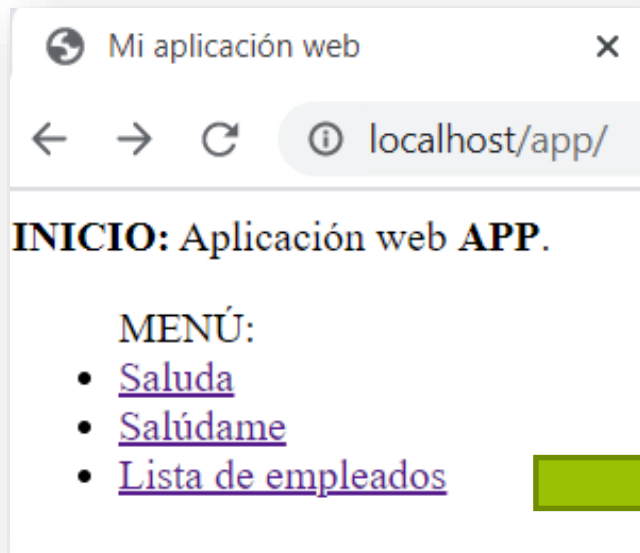 Mi aplicación web
localhost/app/
INICIO: Aplicación web APP.
MENÚ:
Saluda
Salúdame
Lista de empleados